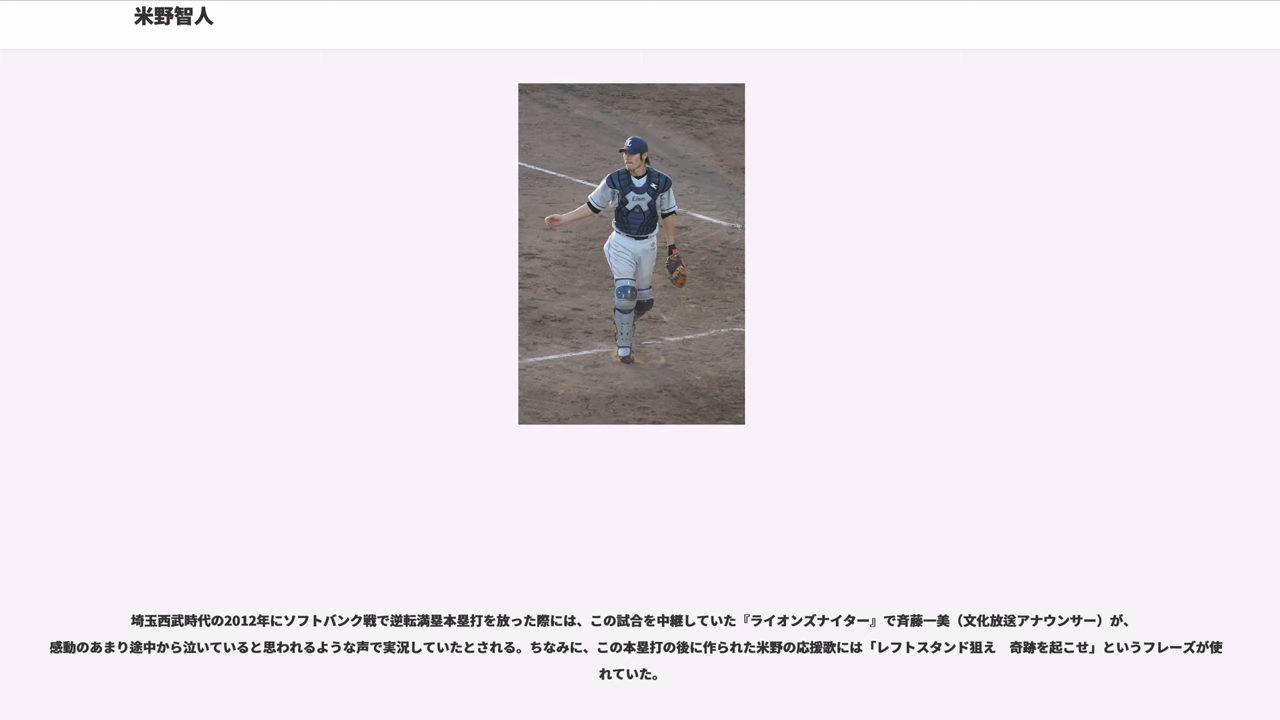 米野智人
Lions
埼玉西武時代の2012年にソフトバンク戦で逆転満塁本塁打を放った際には、この試合を中継していた『ライオンズナイター』で斉藤一美（文化放送アナウンサー）が、
感動のあまり途中から泣いていると思われるような声で実況していたとされる。ちなみに、この本塁打の後に作られた米野の応援歌には「レフトスタンド狙え　奇跡を起こせ」というフレーズが使
れていた。